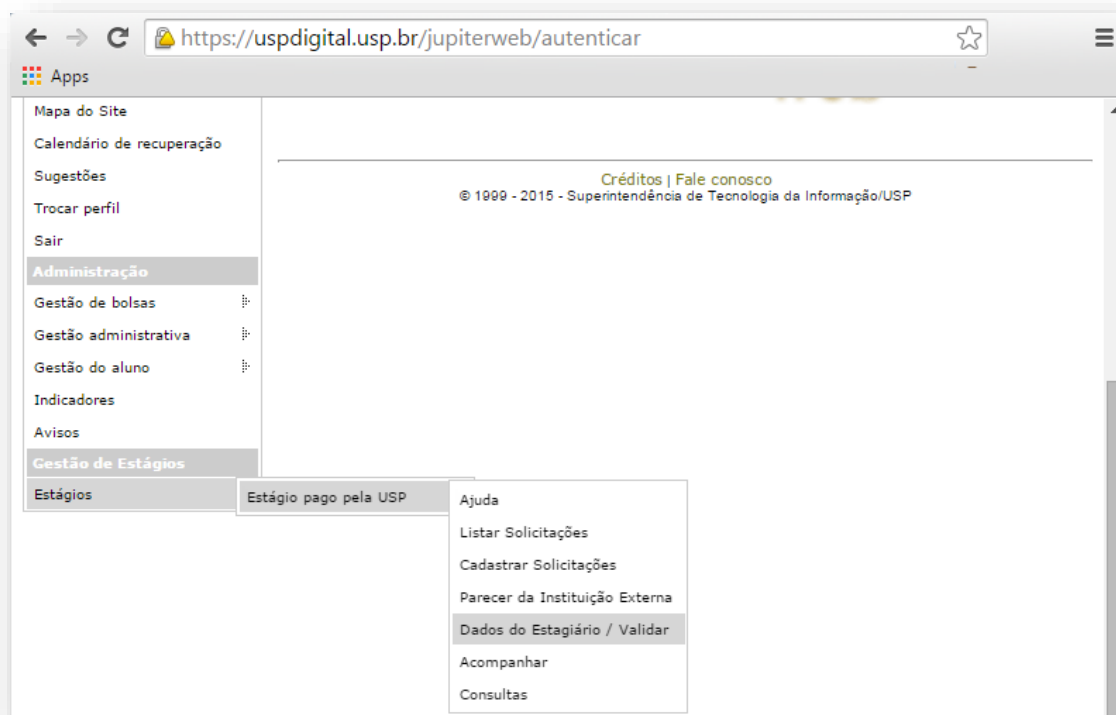 https://uspdigital.usp.br/jupiterweb/autenticar
Apps
Mapa do Site
Calendário de recuperação
Sugestões
Trocar perfil
Sair
Administração
Gestão de bolsas
Gestão administrativa
Gestão do aluno
Indicadores
Avisos
Gestão de Estágios
Estágios
Estágio pago pela USP
Ajuda
Listar Solicitações
Cadastrar Solicitações
Parecer da Instituição Externa
Dados do Estagiário / Validar
Acompanhar
Consultas
Créditos | Fale conosco
© 1999 - 2015 - Superintendência de Tecnologia da Informação/USP